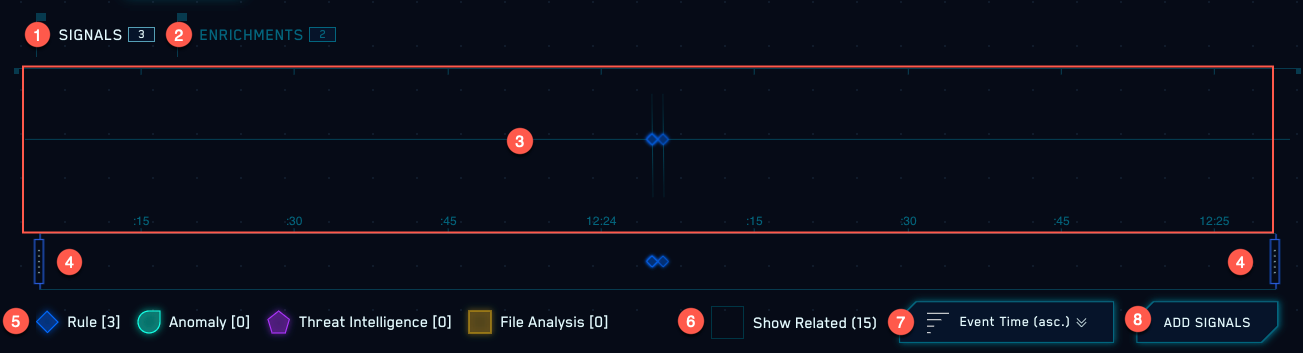 1 SIGNALS 3 2 ENRICHMENTS 2
3
:15 :30 :45 12:24 :15 :30 :45 12:25
4 4
5 Rule [3] Anomaly [0] Threat Intelligence [0] File Analysis [0] 6 Show Related (15) 7 Event Time (asc.) 8 ADD SIGNALS